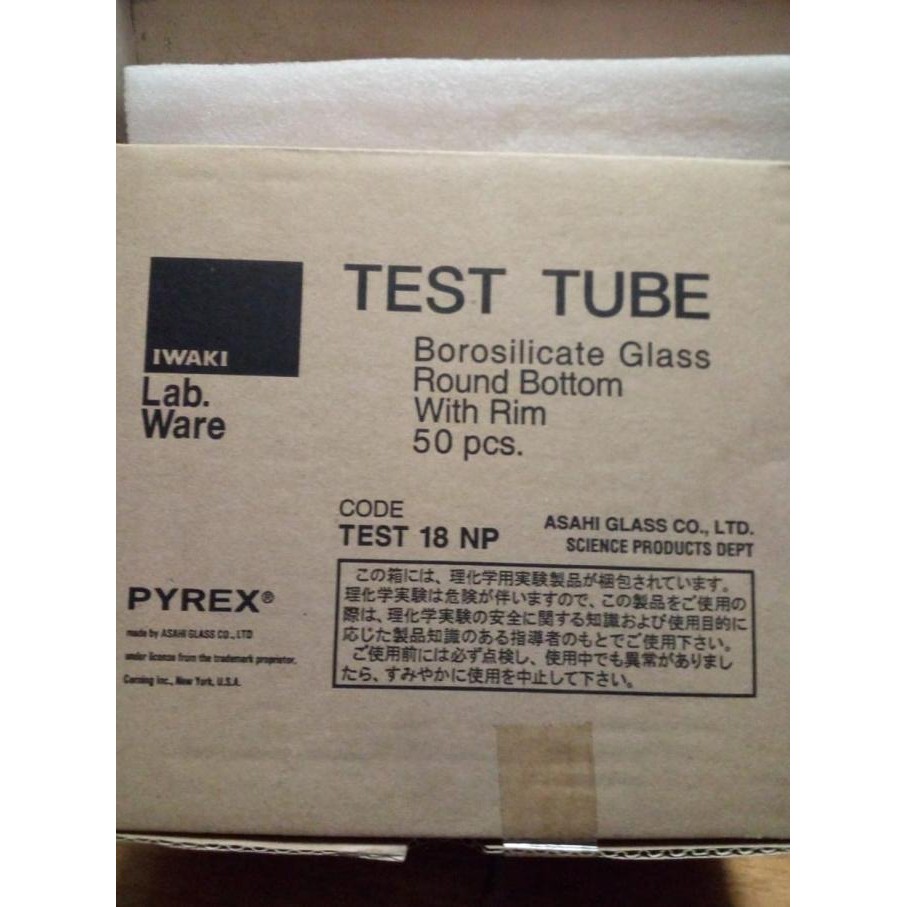 TEST TUBE
IWAKI
Lab.
Ware
Borosilicate Glass
Round Bottom
With Rim
50 pcs.
CODE
TEST 18 NP
ASAHI GLASS CO., LTD.
SCIENCE PRODUCTS DEPT
PYREX®
made by ASAHI GLASS CO., LTD
under license from the trademark proprietor,
Corning Inc., New York, U.S.A.
この箱には、理化学用実験製品が梱包されています。
理化学実験は危険が伴いますので、この製品をご使用の
際は、理化学実験の安全に関する知識および使用目的に
応じた製品知識のある指導者のもとでご使用下さい。
ご使用前には必ず点検し、使用中でも異常がありまし
たら、すみやかに使用を中止して下さい。